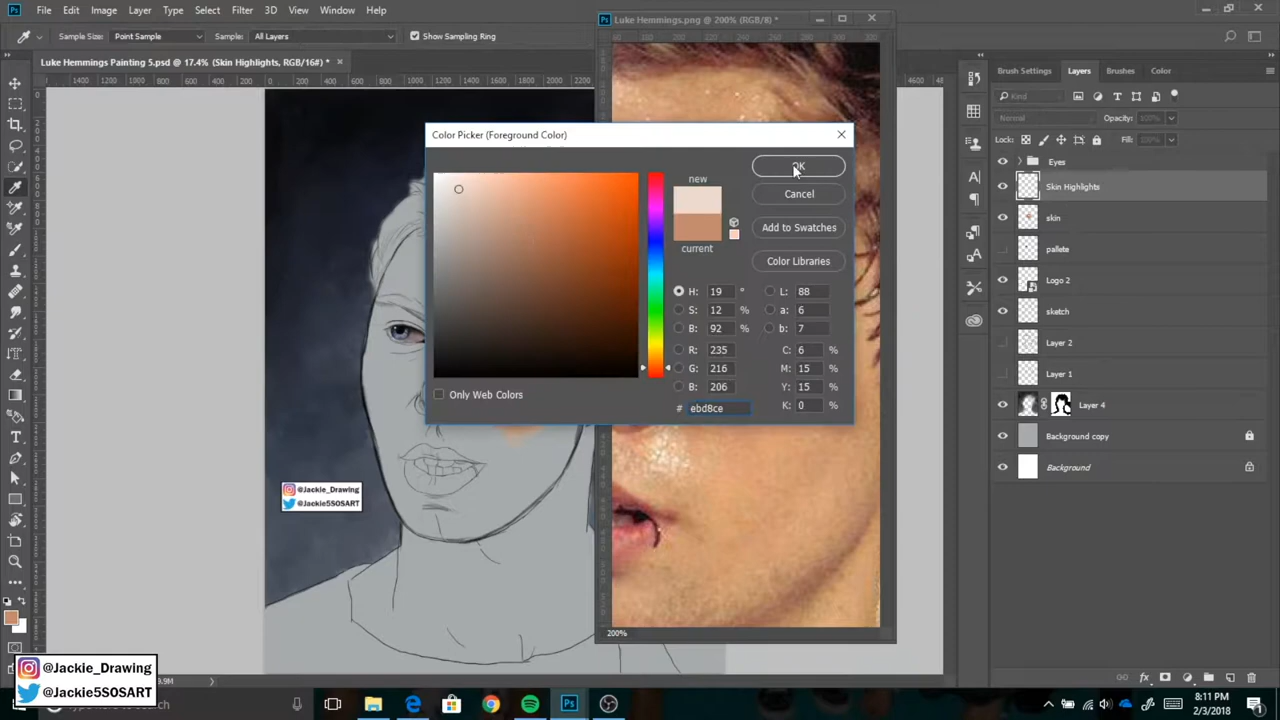 File Edit Image Layer Type Select Filter 3D View Window Help
Sample Size: Point Sample Sample: All Layers Show Sampling Ring
Luke Hemmings Painting 5.psd @ 17.4% (Skin Highlights, RGB/16#) *
Luke Hemmings.png @ 200% (RGB/8) *
Color Picker (Foreground Color)
new
current
OK
Cancel
Add to Swatches
Color Libraries
H: 19 °
S: 12 %
B: 92 %
R: 235
G: 216
B: 206
# ebd8ce
L: 88
a: 6
b: 7
C: 6 %
M: 15 %
Y: 15 %
K: 0 %
Only Web Colors
Brush Settings Layers Brushes Color
Kind
Normal Opacity: 100%
Lock: Fill: 100%
Eyes
Skin Highlights
skin
pallete
Logo 2
sketch
Layer 2
Layer 1
Layer 4
Background copy
Background
@Jackie_Drawing
@Jackie5SOSART
200%
@Jackie_Drawing
@Jackie5SOSART
8:11 PM
2/3/2018